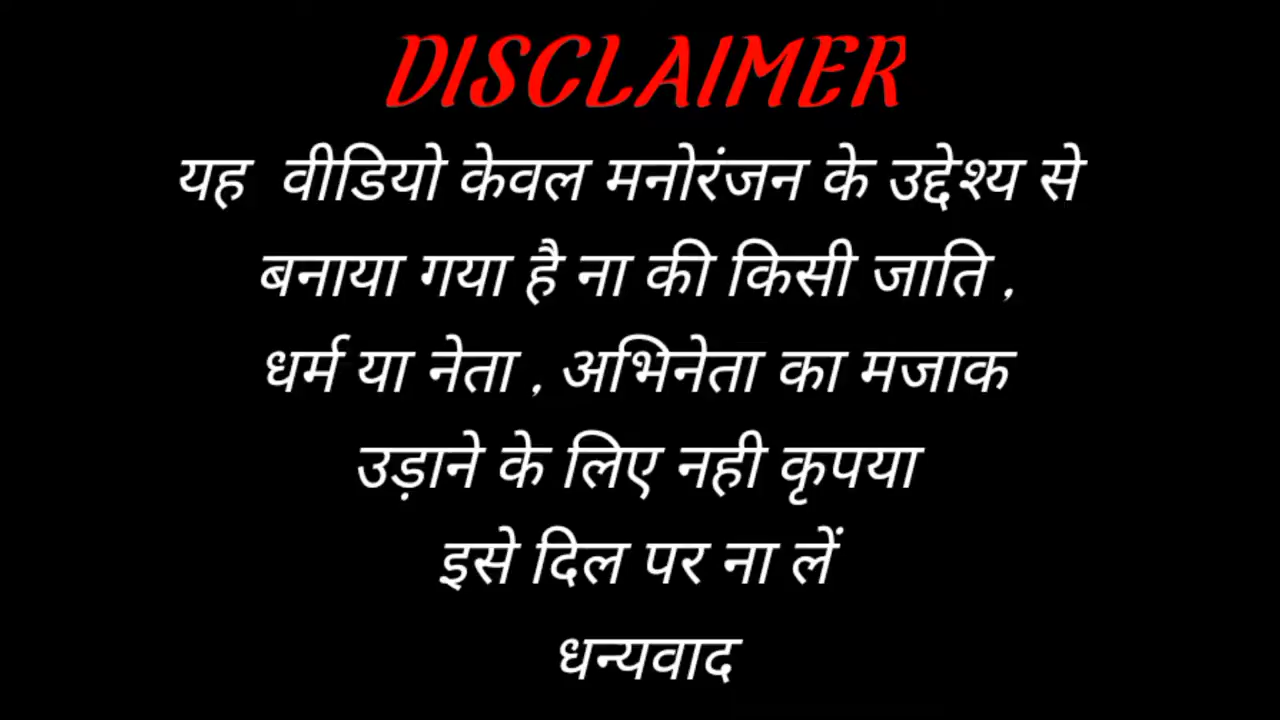 DISCLAIMER
यह वीडियो केवल मनोरंजन के उद्देश्य से
बनाया गया है ना की किसी जाति ,
धर्म या नेता , अभिनेता का मजाक
उड़ाने के लिए नही कृपया
इसे दिल पर ना लें
धन्यवाद